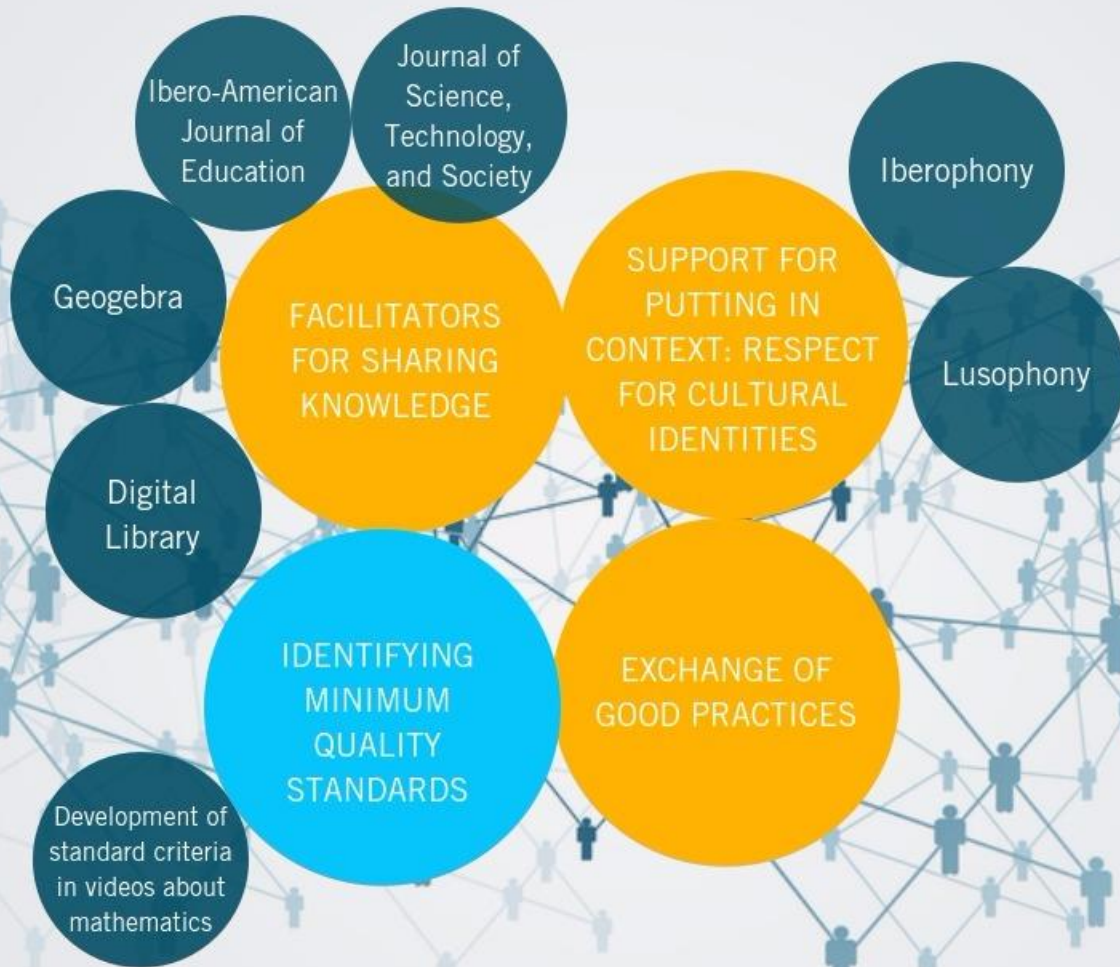 Ibero-American
Journal of
Education
Journal of
Science,
Technology,
and Society
Geogebra
Digital
Library
FACILITATORS
FOR SHARING
KNOWLEDGE
SUPPORT FOR
PUTTING IN
CONTEXT: RESPECT
FOR CULTURAL
IDENTITIES
Iberophony
Lusophony
IDENTIFYING
MINIMUM
QUALITY
STANDARDS
EXCHANGE OF
GOOD PRACTICES
Development of
standard criteria
in videos about
mathematics